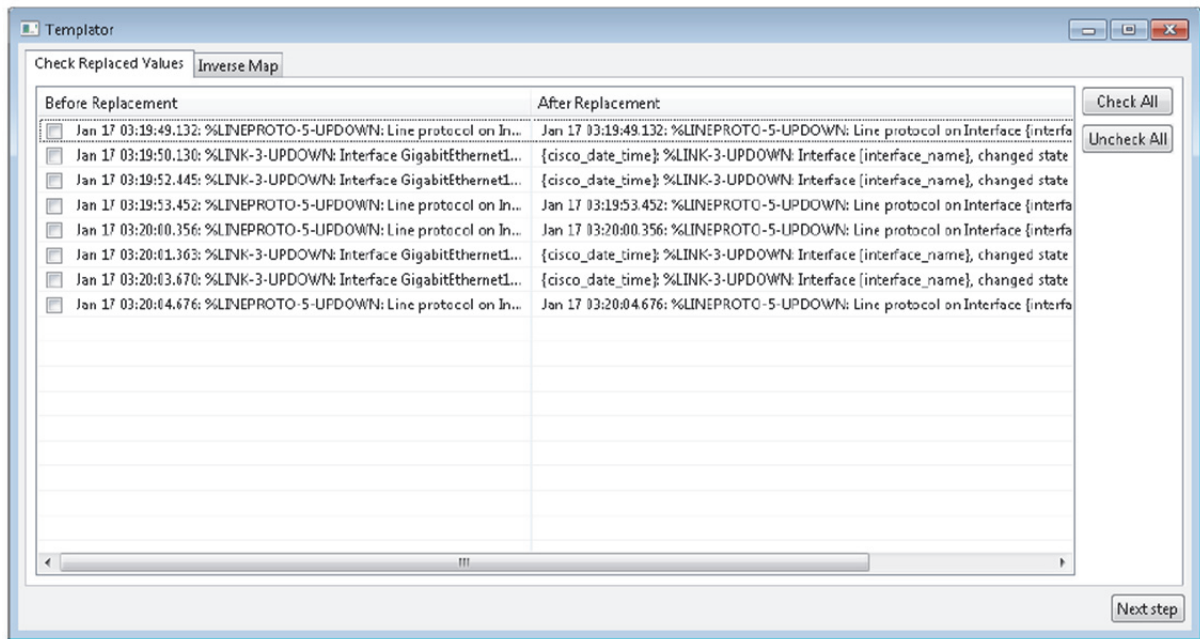 Templator
Check Replaced Values Inverse Map
Before Replacement After Replacement Check All
Jan 17 03:19:49.132: %LINEPROTO-5-UPDOWN: Line protocol on In... Jan 17 03:19:49.132: %LINEPROTO-5-UPDOWN: Line protocol on Interface {interfa
Uncheck All
Jan 17 03:19:50.130: %LINK-3-UPDOWN: Interface GigabitEthernet1... {cisco_date_time}: %LINK-3-UPDOWN: Interface {interface_name}, changed state
Jan 17 03:19:52.445: %LINK-3-UPDOWN: Interface GigabitEthernet1... {cisco_date_time}: %LINK-3-UPDOWN: Interface {interface_name}, changed state
Jan 17 03:19:53.452: %LINEPROTO-5-UPDOWN: Line protocol on In... Jan 17 03:19:53.452: %LINEPROTO-5-UPDOWN: Line protocol on Interface {interfa
Jan 17 03:20:00.356: %LINEPROTO-5-UPDOWN: Line protocol on In... Jan 17 03:20:00.356: %LINEPROTO-5-UPDOWN: Line protocol on Interface {interfa
Jan 17 03:20:01.363: %LINK-3-UPDOWN: Interface GigabitEthernet1... {cisco_date_time}: %LINK-3-UPDOWN: Interface {interface_name}, changed state
Jan 17 03:20:03.670: %LINK-3-UPDOWN: Interface GigabitEthernet1... {cisco_date_time}: %LINK-3-UPDOWN: Interface {interface_name}, changed state
Jan 17 03:20:04.676: %LINEPROTO-5-UPDOWN: Line protocol on In... Jan 17 03:20:04.676: %LINEPROTO-5-UPDOWN: Line protocol on Interface {interfa
Next step